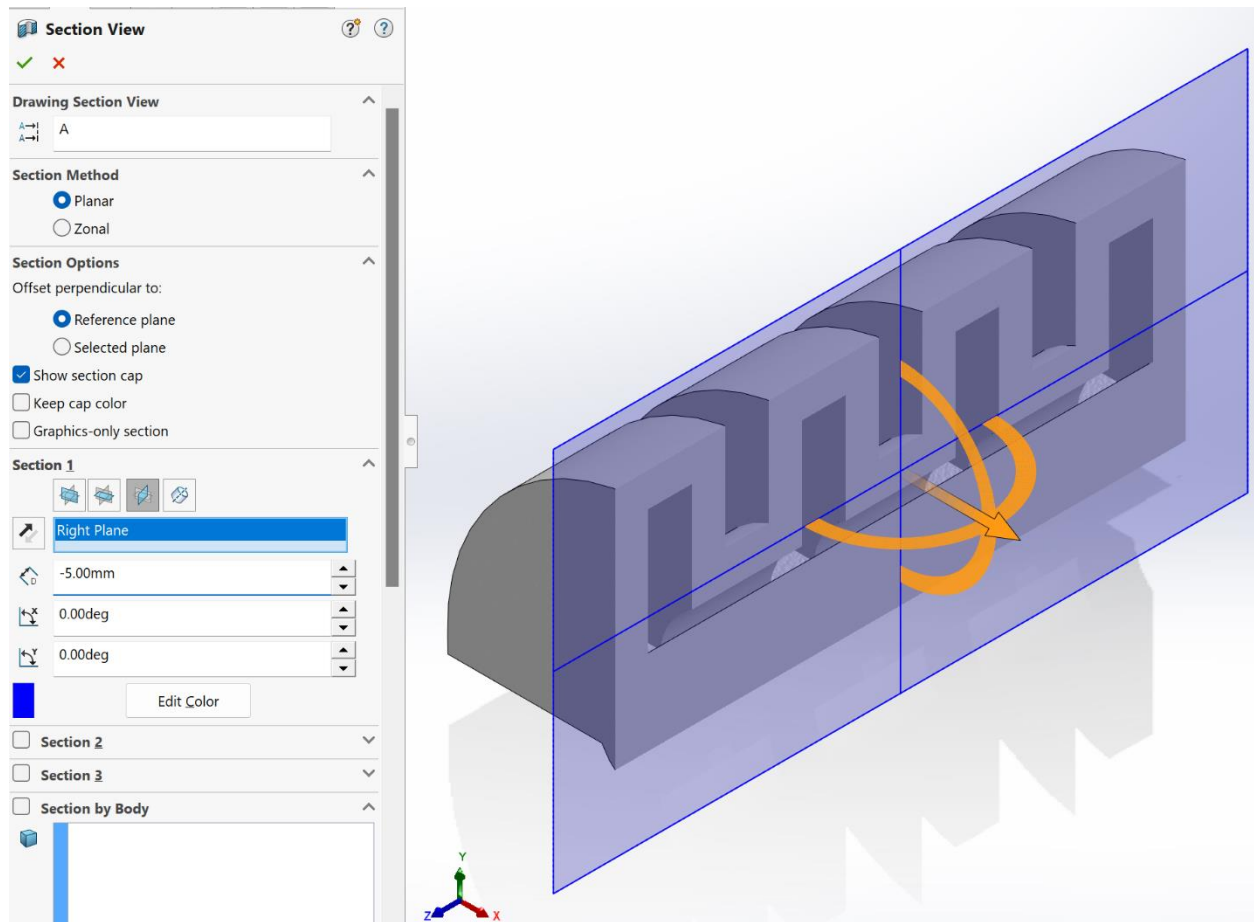 Section View
Drawing Section View
A
Section Method
Planar
Zonal
Section Options
Offset perpendicular to:
Reference plane
Selected plane
Show section cap
Keep cap color
Graphics-only section
Section 1
Right Plane
-5.00mm
0.00deg
0.00deg
Edit Color
Section 2
Section 3
Section by Body
Y
Z
X